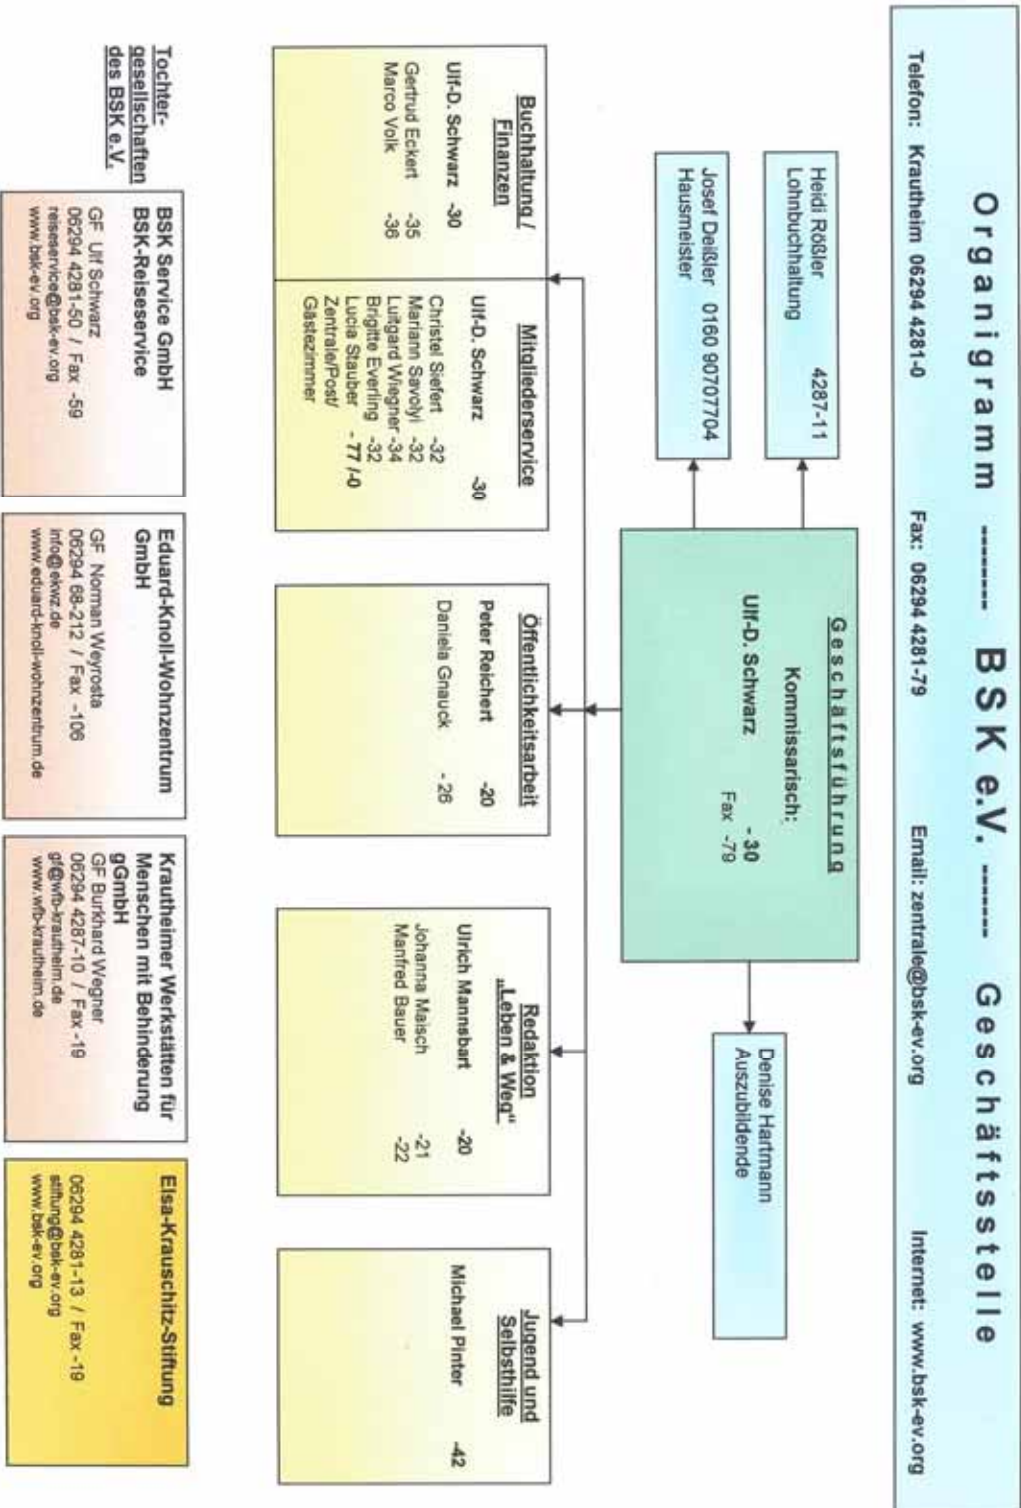 Organigramm -------- BSK e.V. ------- Geschäftsstelle
Telefon: Krautheim 06294 4281-0 Fax: 06294 4281-79 Email: zentrale@bsk-ev.org Internet: www.bsk-ev.org
Heidi Rößler 4287-11
Lohnbuchhaltung
Josef Deißler 0160 90707704
Hausmeister
Geschäftsführung
Kommissarisch:
Ulf-D. Schwarz - 30
Fax -79
Denise Hartmann
Auszubildende
Buchhaltung /
Finanzen
Ulf-D. Schwarz -30
Gertrud Eckert -35
Marco Volk -36
Mitgliederservice
Ulf-D. Schwarz -30
Christel Siefert -32
Mariann Savolyi -32
Luitgard Wiegner -34
Brigitte Everling -32
Lucia Stauber - 77 /-0
Zentrale/Post/
Gästezimmer
Öffentlichkeitsarbeit
Peter Reichert -20
Daniela Gnauck - 26
Redaktion
„Leben & Weg"
Ulrich Mannsbart -20
Johanna Maisch -21
Manfred Bauer -22
Jugend und
Selbsthilfe
Michael Pinter -42
Tochter-
gesellschaften
des BSK e.V.
BSK Service GmbH
BSK-Reiseservice
GF Ulf Schwarz
06294 4281-50 / Fax -59
reiseservice@bsk-ev.org
www.bsk-ev.org
Eduard-Knoll-Wohnzentrum
GmbH
GF Norman Weyrosta
06294 68-212 / Fax -106
info@ekwz.de
www.eduard-knoll-wohnzentrum.de
Krautheimer Werkstätten für
Menschen mit Behinderung
gGmbH
GF Burkhard Wegner
06294 4287-10 / Fax -19
gf@wfb-krautheim.de
www.wfb-krautheim.de
Elsa-Krauschitz-Stiftung
06294 4281-13 / Fax -19
stiftung@bsk-ev.org
www.bsk-ev.org